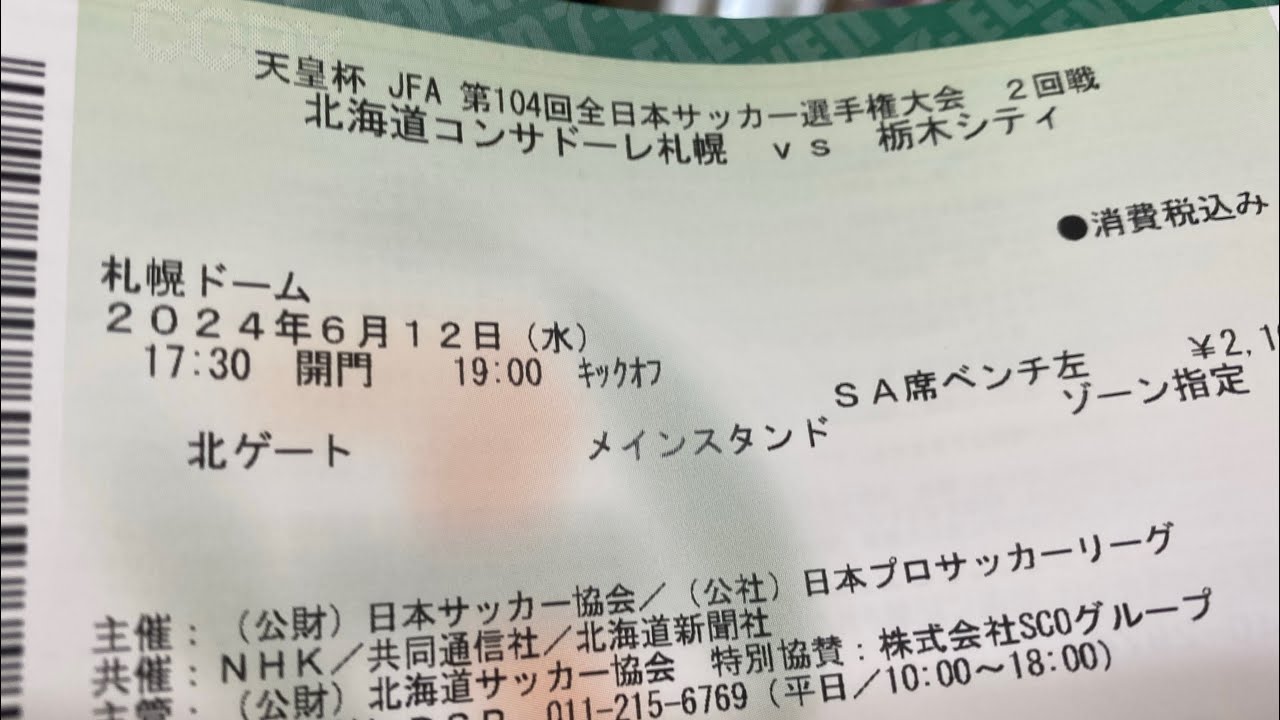 天皇杯 JFA 第104回全日本サッカー選手権大会 2回戦
北海道コンサドーレ札幌 vs 栃木シティ
●消費税込み
札幌ドーム
2024年6月12日(水)
17:30 開門 19:00 キックオフ
SA席ベンチ左 ¥2,1
ゾーン指定
北ゲート メインスタンド
主催:(公財)日本サッカー協会/(公社)日本プロサッカーリーグ
共催:NHK/共同通信社/北海道新聞社
主管:(公財)北海道サッカー協会 特別協賛:株式会社SCOグループ
011-215-6769(平日/10:00~18:00)